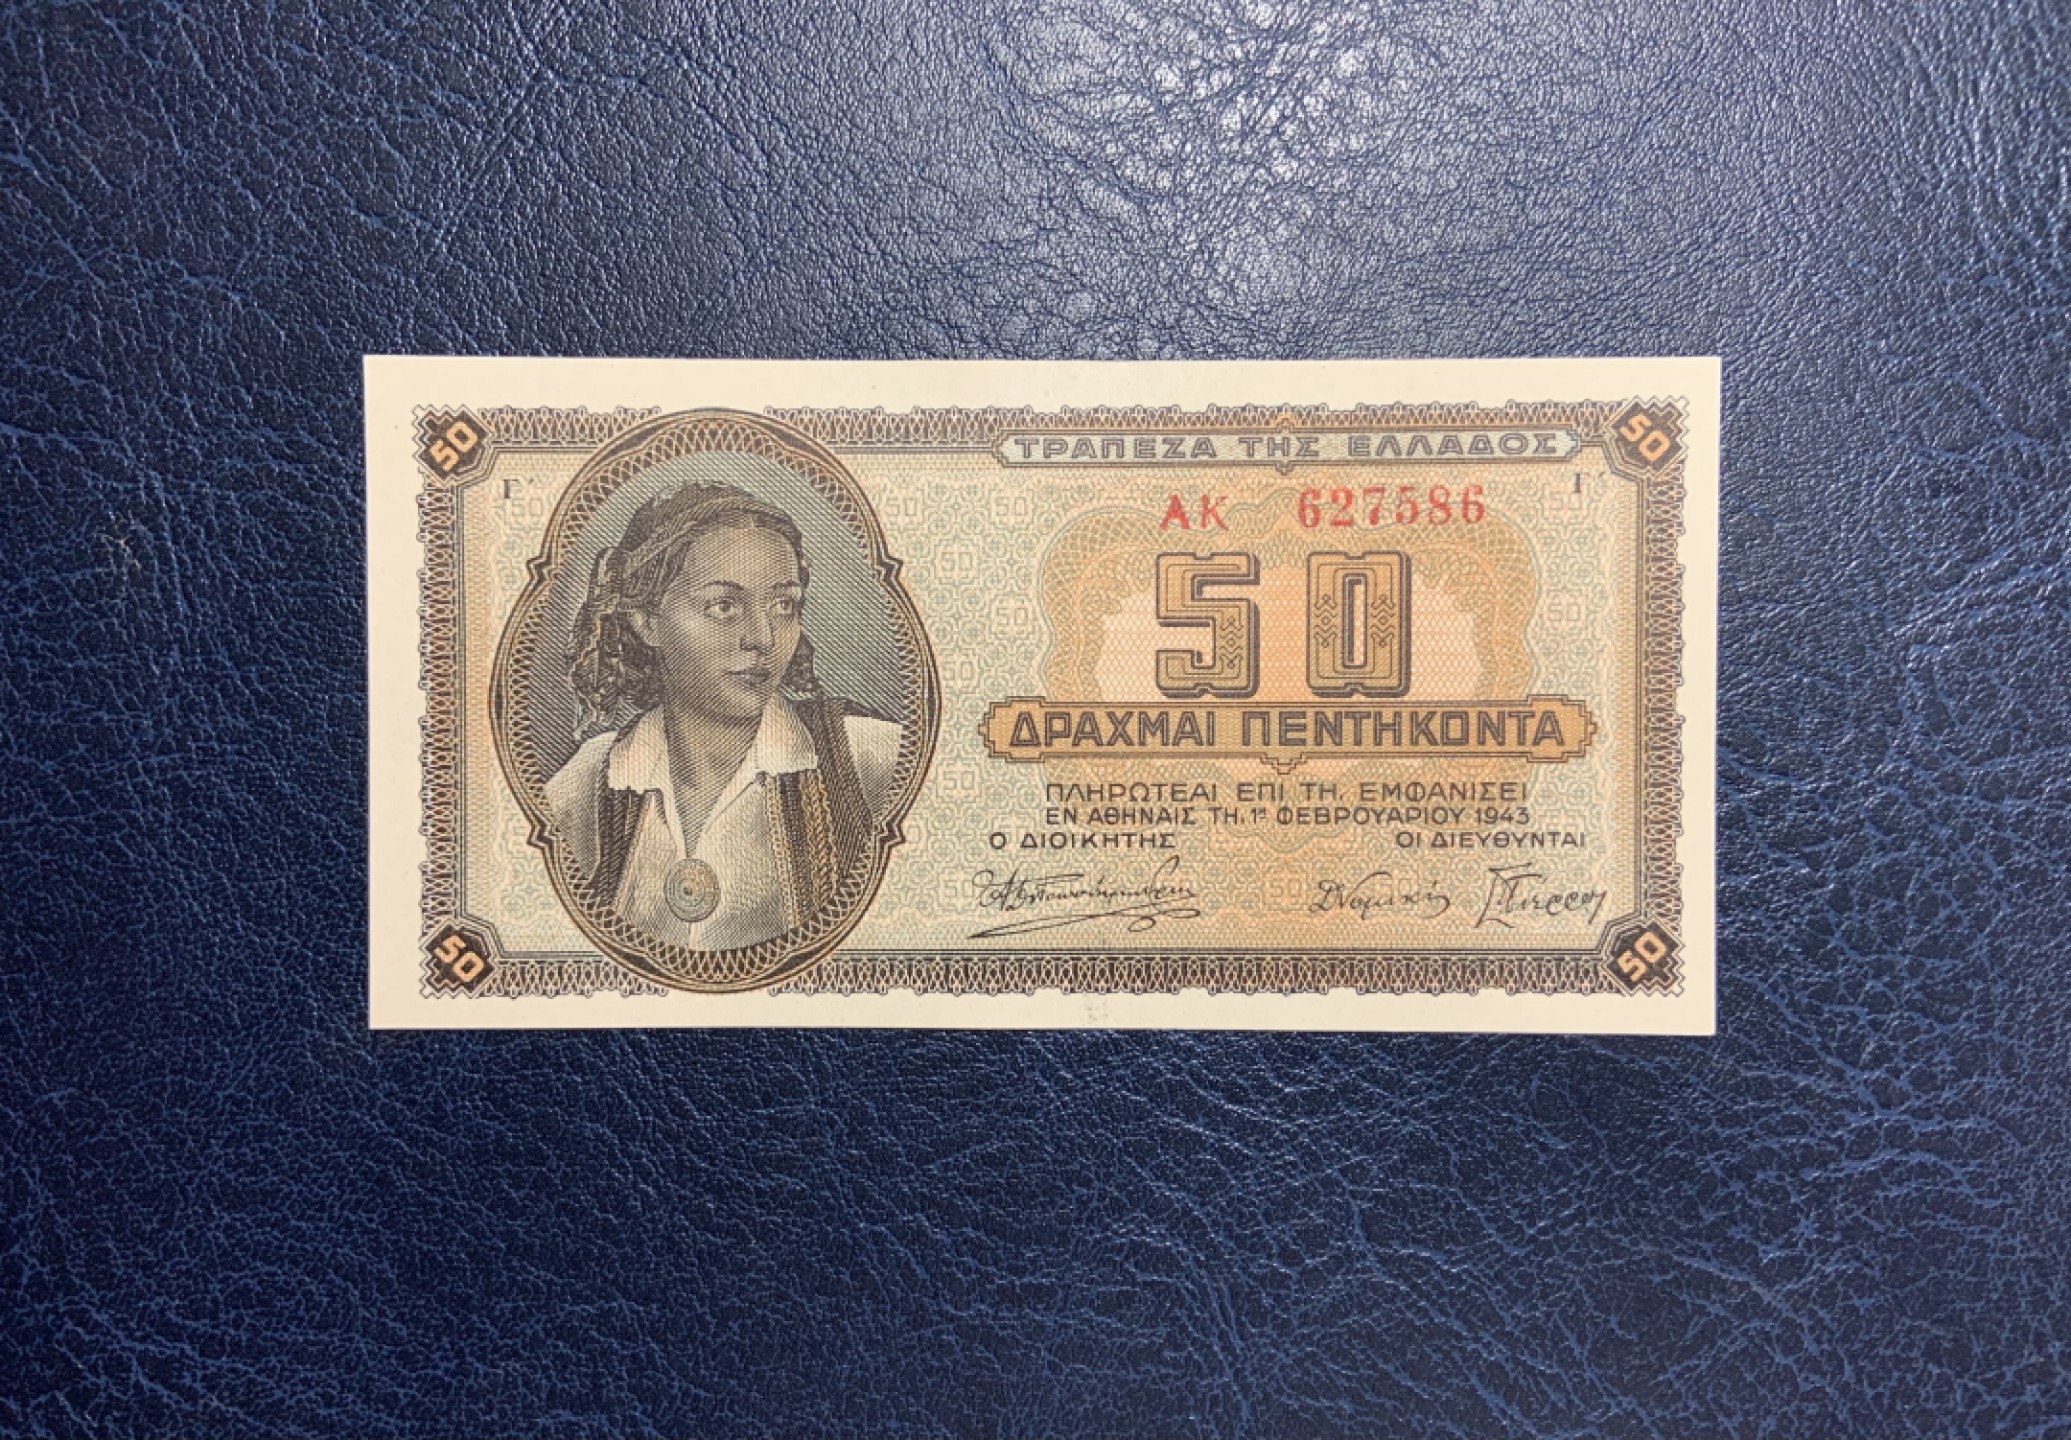 50
50
ΤΡΑΠΕΖΑ ΤΗΣ ΕΛΛΑΔΟΣ
Γ΄
Γ΄
ΑΚ 627586
50
ΔΡΑΧΜΑΙ ΠΕΝΤΗΚΟΝΤΑ
ΠΛΗΡΩΤΕΑΙ ΕΠΙ ΤΗ, ΕΜΦΑΝΙΣΕΙ
ΕΝ ΑΘΗΝΑΙΣ ΤΗ, 1ῃ ΦΕΒΡΟΥΑΡΙΟΥ 1943
Ο ΔΙΟΙΚΗΤΗΣ ΟΙ ΔΙΕΥΘΥΝΤΑΙ
50
50